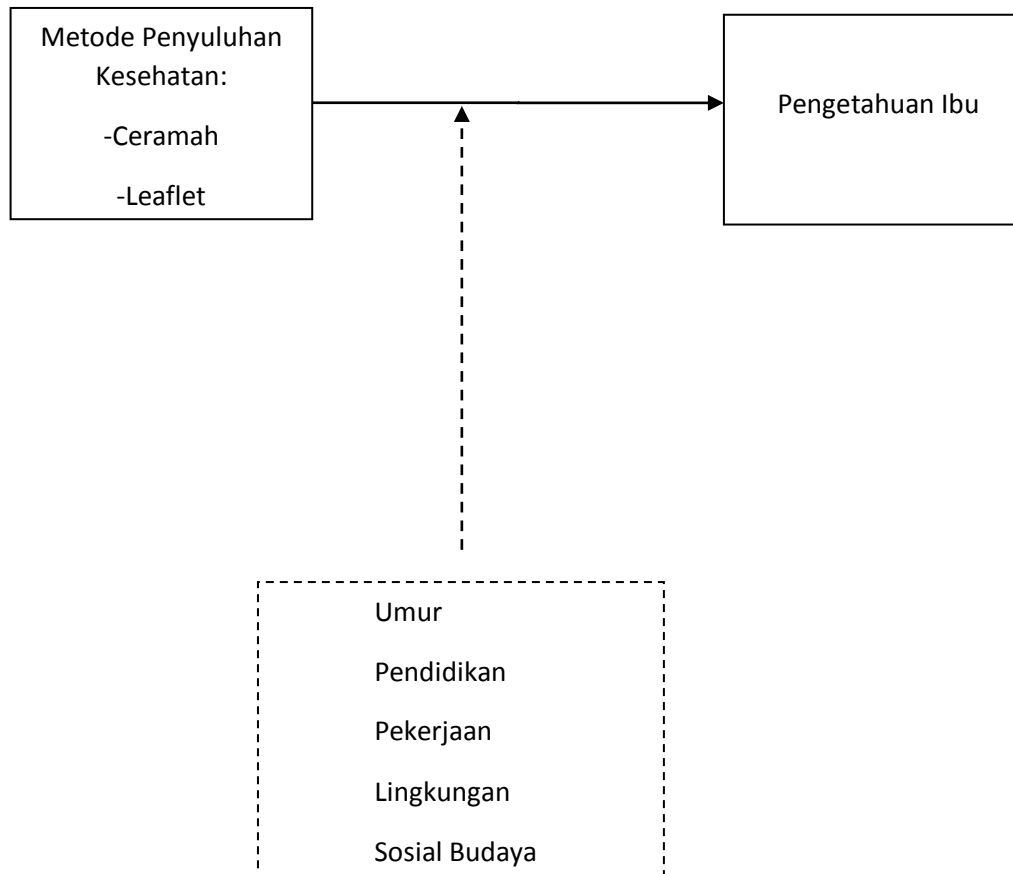 Metode Penyuluhan
Kesehatan:
-Ceramah
-Leaflet
Pengetahuan Ibu
Umur
Pendidikan
Pekerjaan
Lingkungan
Sosial Budaya